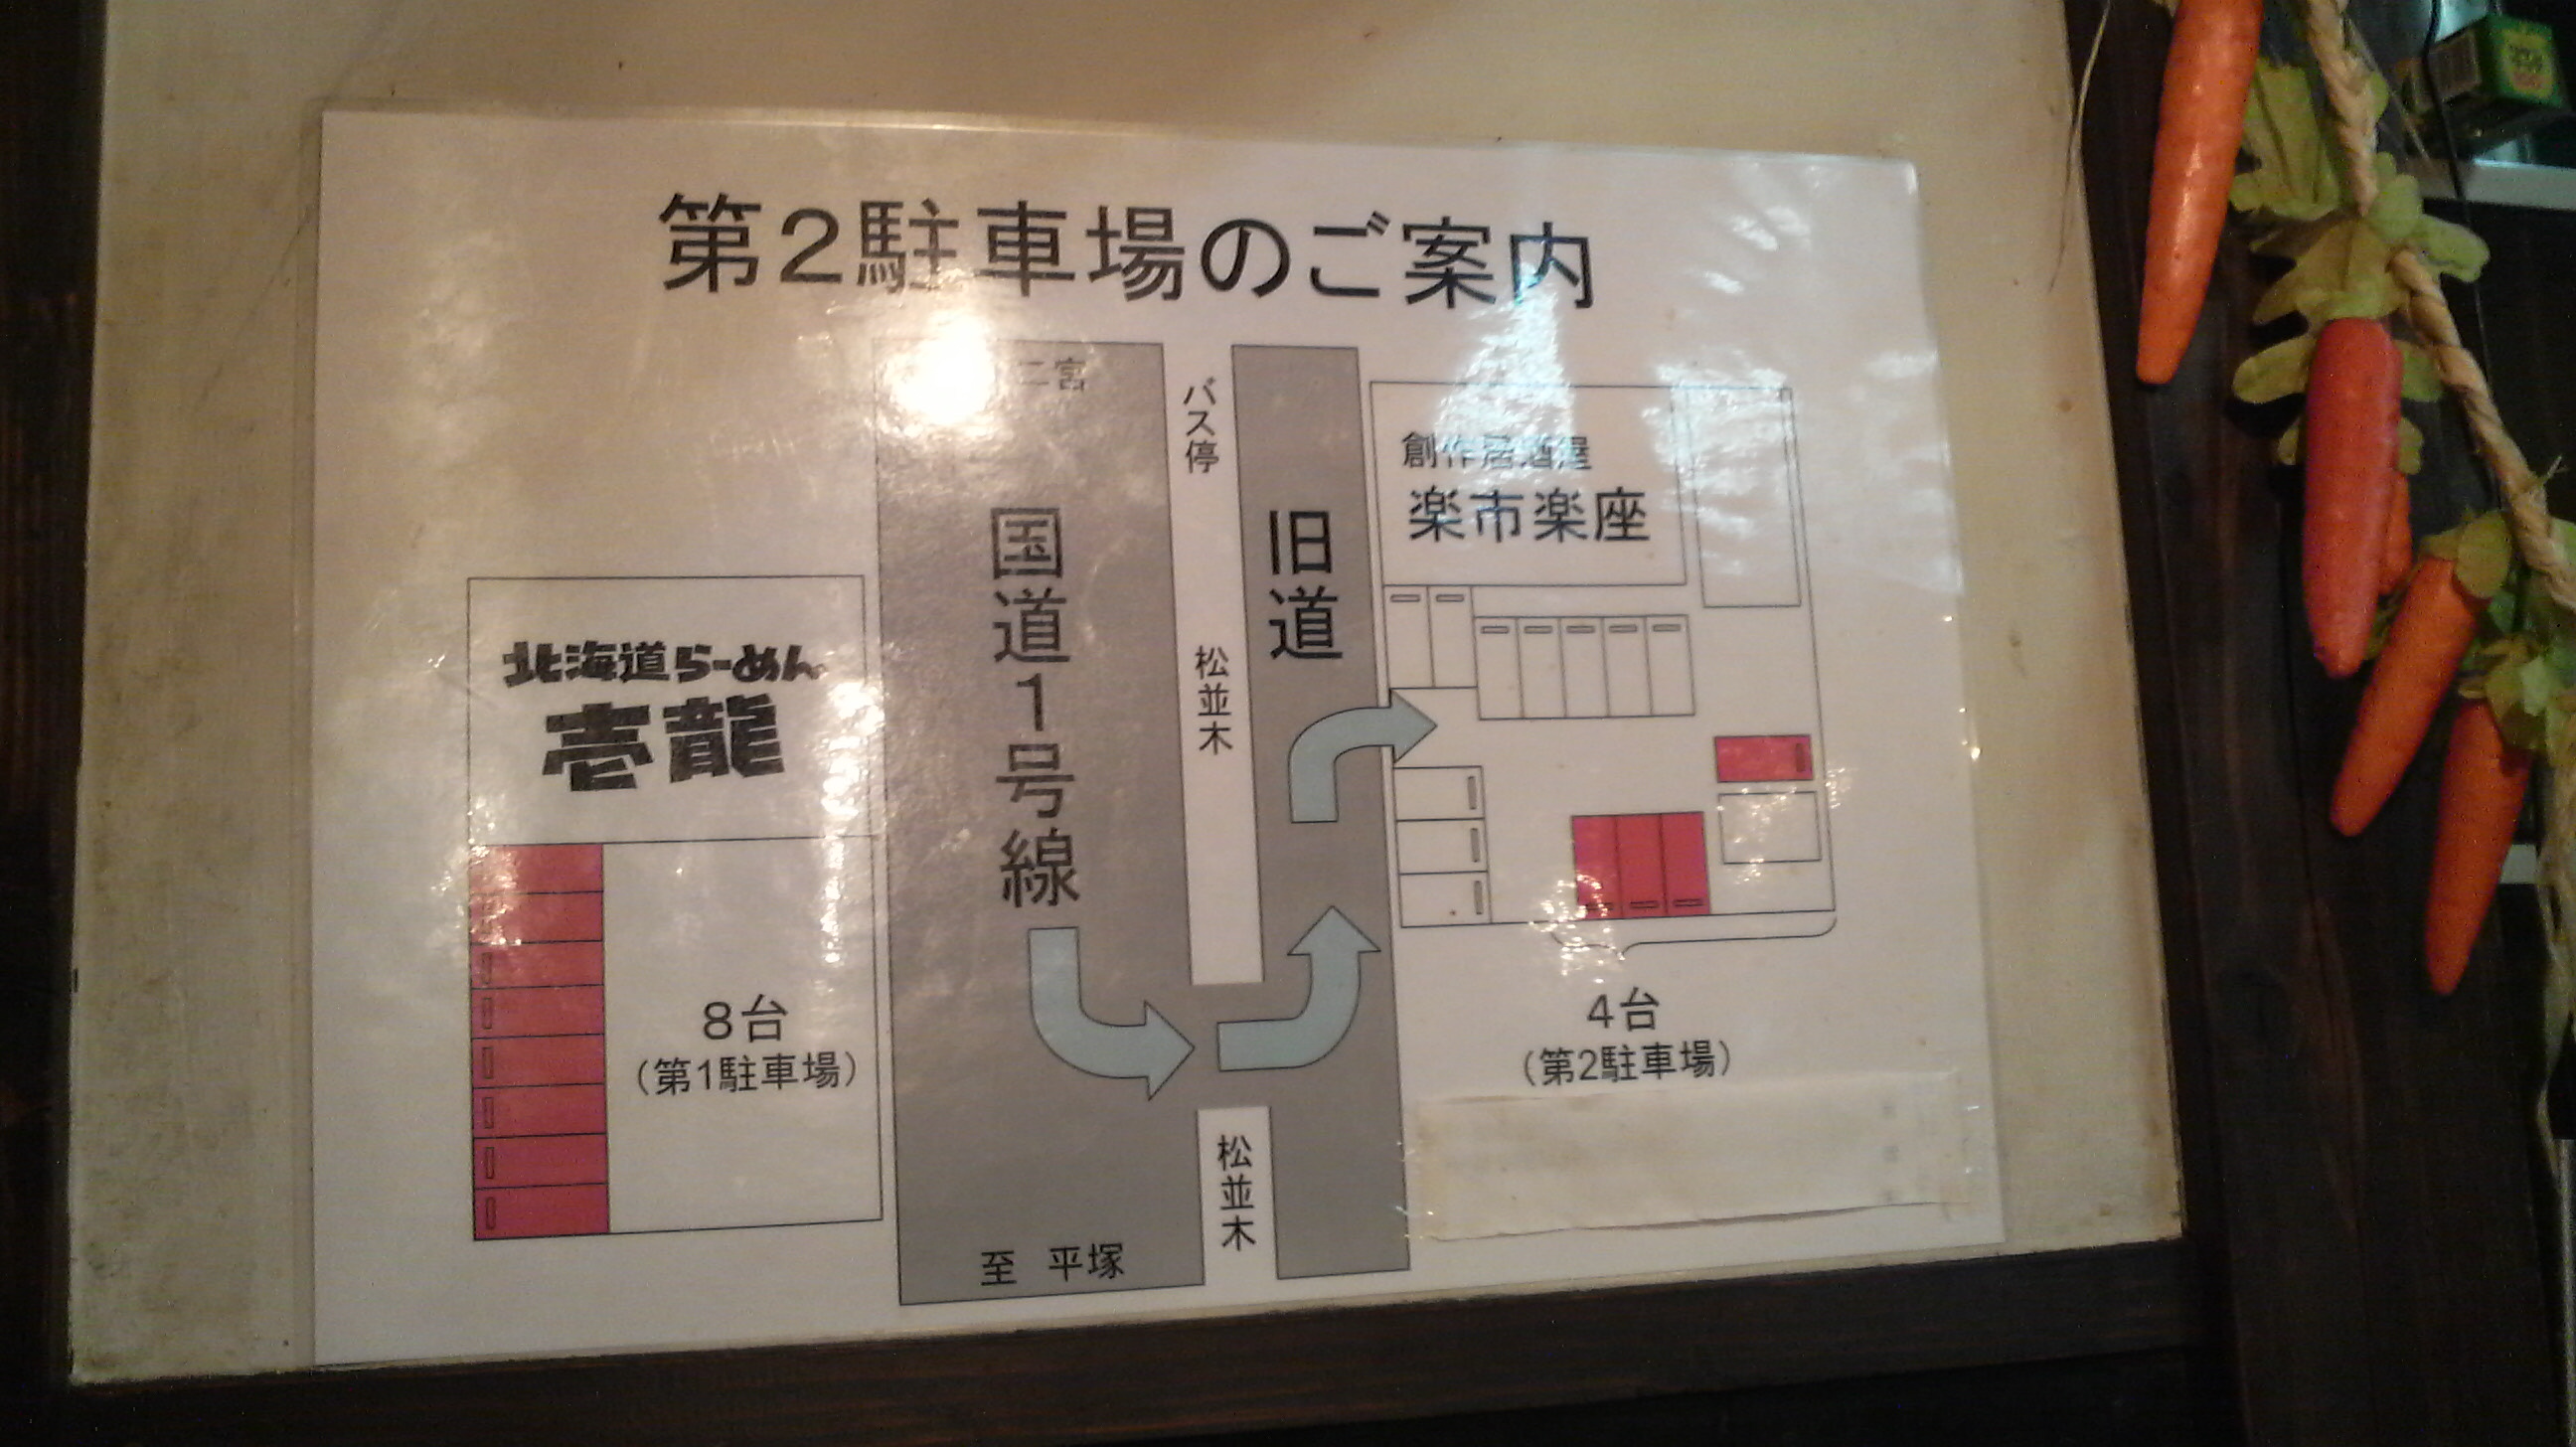 第2駐車場のご案内
二宮
バス停
創作居酒屋
楽市楽座
国道1号線
旧道
松並木
北海道らーめん
壱龍
8台
(第1駐車場)
4台
(第2駐車場)
松並木
至 平塚